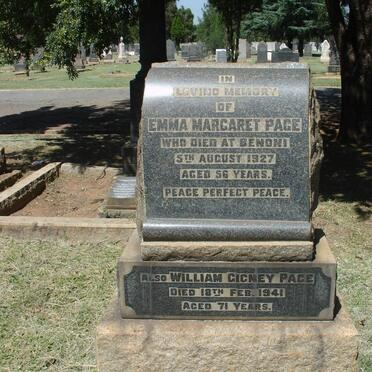 IN
LOVING MEMORY
OF
EMMA MARGARET PAGE
WHO DIED AT BENONI
5TH AUGUST 1927
AGED 56 YEARS.
PEACE PERFECT PEACE.
ALSO WILLIAM GIGNEY PAGE
DIED 18TH FEB. 1941
AGED 71 YEARS.